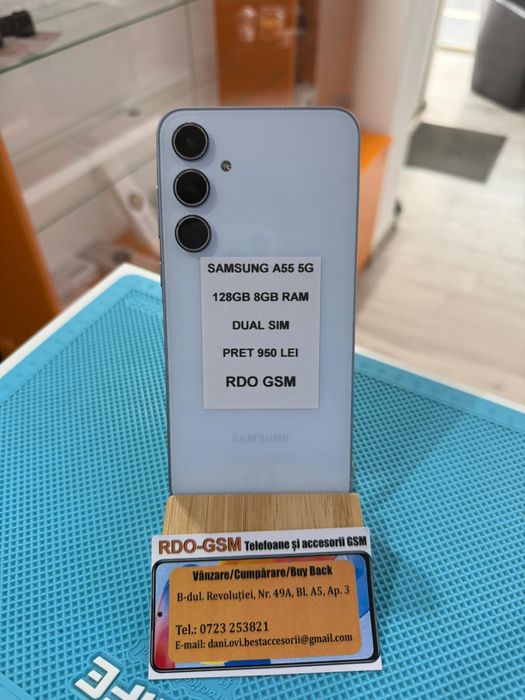 SAMSUNG A55 5G
128GB 8GB RAM
DUAL SIM
PRET 950 LEI
RDO GSM
SAMSUNG
RDO-GSM Telefoane și accesorii GSM
Vânzare/Cumpărare/Buy Back
B-dul. Revoluției, Nr. 49A, Bl. A5, Ap. 3
Tel.: 0723 253821
E-mail: dani.ovi.bestaccesorii@gmail.com